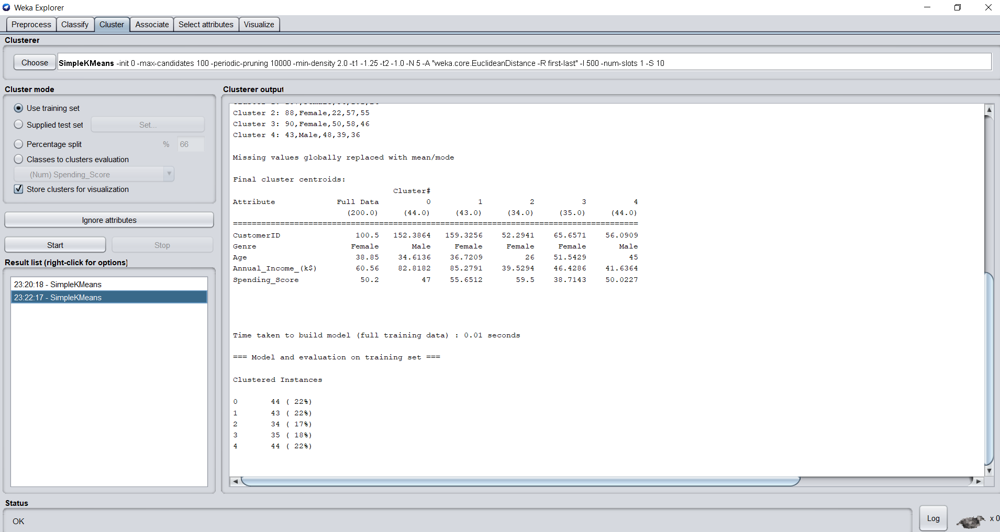 Weka Explorer
Preprocess Classify Cluster Associate Select attributes Visualize
Clusterer
Choose SimpleKMeans -init 0 -max-candidates 100 -periodic-pruning 10000 -min-density 2.0 -t1 -1.25 -t2 -1.0 -N 5 -A "weka.core.EuclideanDistance -R first-last" -I 500 -num-slots 1 -S 10
Cluster mode
Use training set
Supplied test set Set...
Percentage split % 66
Classes to clusters evaluation
(Num) Spending_Score
Store clusters for visualization
Ignore attributes
Start Stop
Result list (right-click for options)
23:20:18 - SimpleKMeans
23:22:17 - SimpleKMeans
Clusterer output
Cluster 2: 88,Female,22,57,55
Cluster 3: 90,Female,50,58,46
Cluster 4: 43,Male,48,39,36
Missing values globally replaced with mean/mode
Final cluster centroids:
Cluster#
Attribute Full Data 0 1 2 3 4
(200.0) (44.0) (43.0) (34.0) (35.0) (44.0)
======================================================================================
CustomerID 100.5 152.3864 159.3256 52.2941 65.6571 56.0909
Genre Female Male Female Female Female Male
Age 38.85 34.6136 36.7209 26 51.5429 45
Annual_Income_(k$) 60.56 82.8182 85.2791 39.5294 46.4286 41.6364
Spending_Score 50.2 47 55.6512 59.5 38.7143 50.0227
Time taken to build model (full training data) : 0.01 seconds
=== Model and evaluation on training set ===
Clustered Instances
0 44 ( 22%)
1 43 ( 22%)
2 34 ( 17%)
3 35 ( 18%)
4 44 ( 22%)
Status
OK
Log x 0